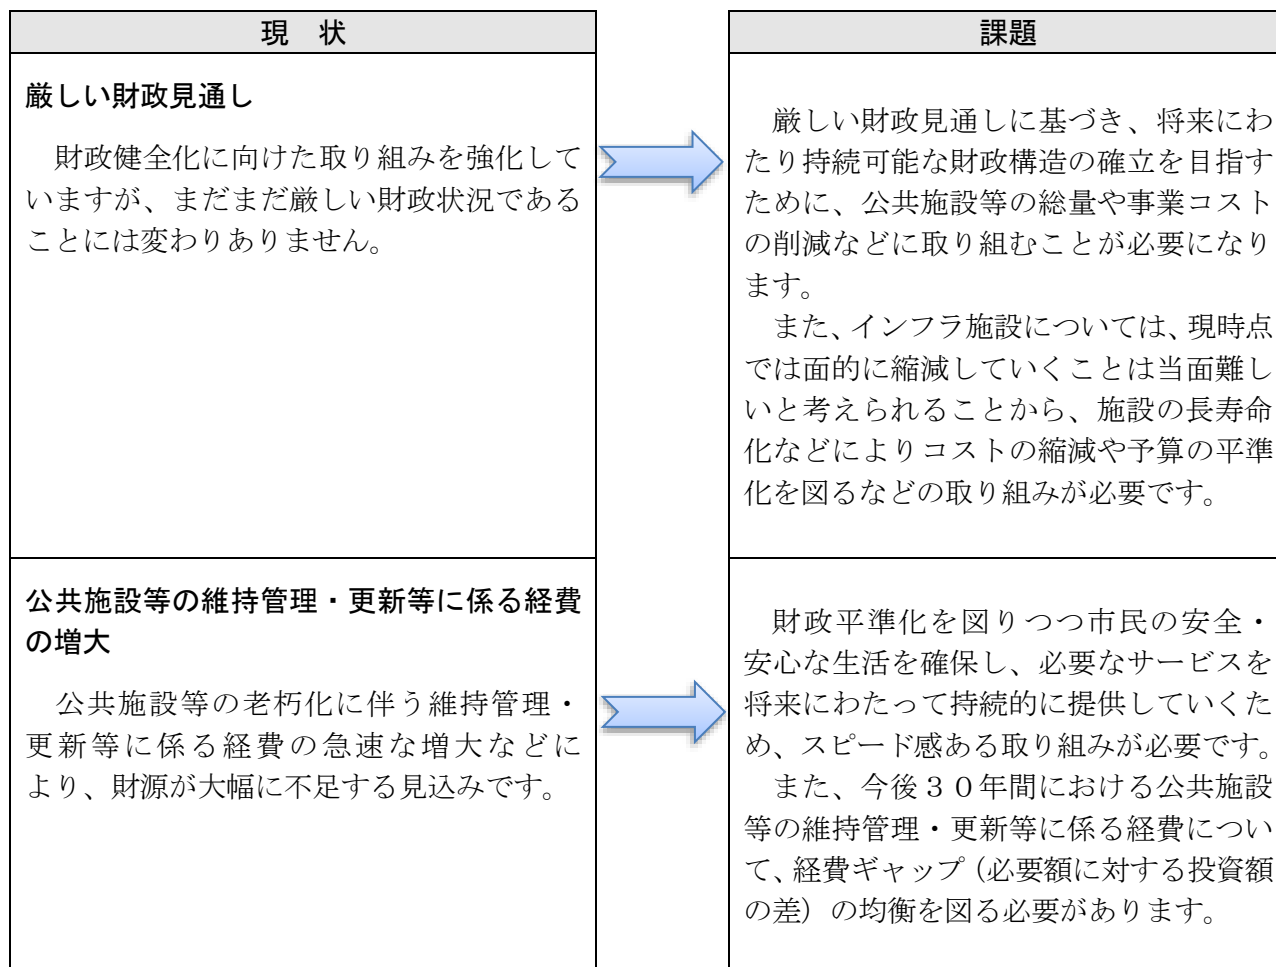 現　状
厳しい財政見通し
　財政健全化に向けた取り組みを強化して
いますが、まだまだ厳しい財政状況である
ことには変わりありません。
課題
　厳しい財政見通しに基づき、将来にわ
たり持続可能な財政構造の確立を目指す
ために、公共施設等の総量や事業コスト
の削減などに取り組むことが必要になり
ます。
　また、インフラ施設については、現時点
では面的に縮減していくことは当面難し
いと考えられることから、施設の長寿命
化などによりコストの縮減や予算の平準
化を図るなどの取り組みが必要です。
公共施設等の維持管理・更新等に係る経費
の増大
　公共施設等の老朽化に伴う維持管理・
更新等に係る経費の急速な増大などに
より、財源が大幅に不足する見込みです。
　財政平準化を図りつつ市民の安全・
安心な生活を確保し、必要なサービスを
将来にわたって持続的に提供していくた
め、スピード感ある取り組みが必要です。
　また、今後３０年間における公共施設
等の維持管理・更新等に係る経費につい
て、経費ギャップ（必要額に対する投資額
の差）の均衡を図る必要があります。